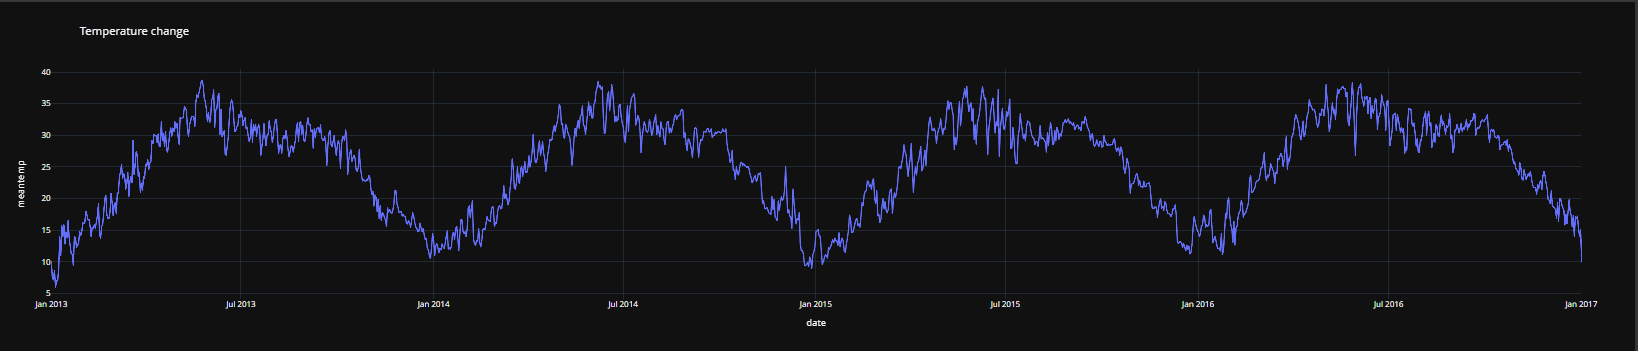 Temperature change
meantemp
40
35
30
25
20
15
10
5
Jan 2013
Jul 2013
Jan 2014
Jul 2014
Jan 2015
Jul 2015
Jan 2016
Jul 2016
Jan 2017
date